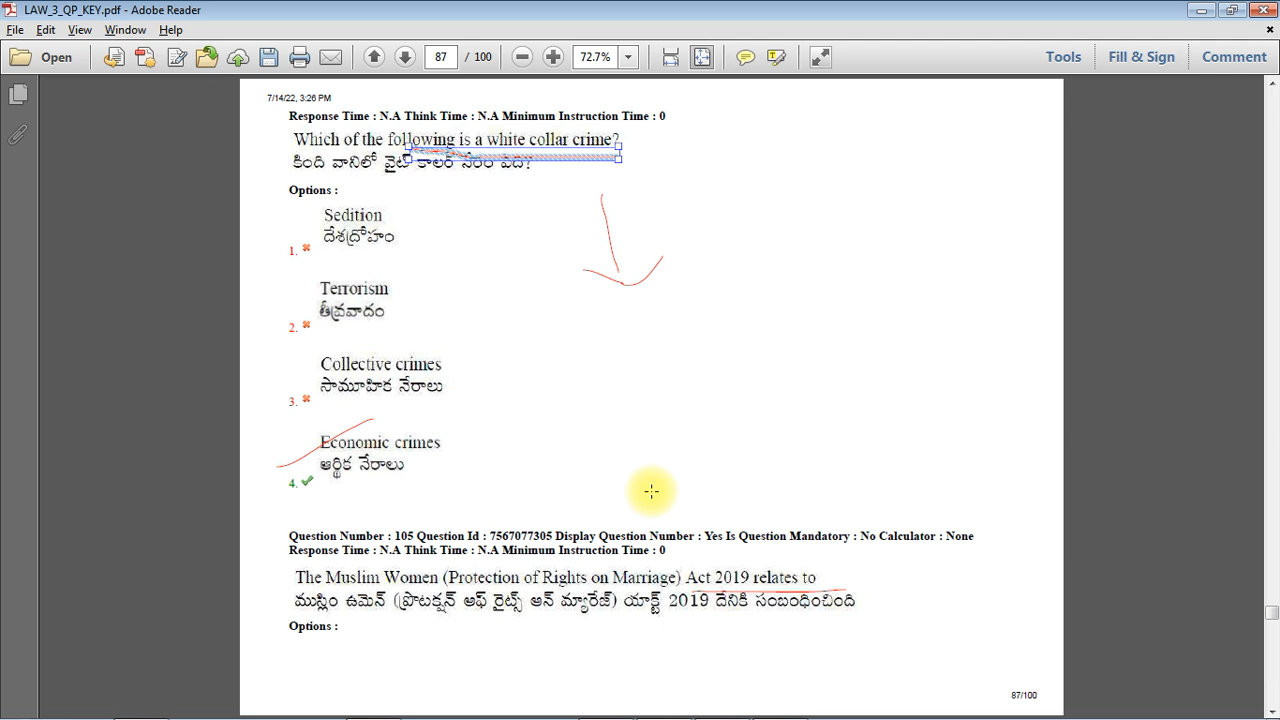 LAW_3_QP_KEY.pdf - Adobe Reader
File Edit View Window Help
Open 87 / 100 72.7% Tools Fill & Sign Comment
7/14/22, 3:26 PM
Response Time : N.A Think Time : N.A Minimum Instruction Time : 0
Which of the following is a white collar crime?
కింది వానిలో వైట్ కాలర్ నేరం ఏది?
Options :
Sedition
దేశద్రోహం
1.
Terrorism
తీవ్రవాదం
2.
Collective crimes
సామూహిక నేరాలు
3.
Economic crimes
ఆర్థిక నేరాలు
4.
Question Number : 105 Question Id : 7567077305 Display Question Number : Yes Is Question Mandatory : No Calculator : None
Response Time : N.A Think Time : N.A Minimum Instruction Time : 0
The Muslim Women (Protection of Rights on Marriage) Act 2019 relates to
ముస్లిం ఉమెన్ (ప్రొటక్షన్ ఆఫ్ రైట్స్ ఆన్ మ్యారేజ్) యాక్ట్ 2019 దేనికి సంబంధించింది
Options :
87/100